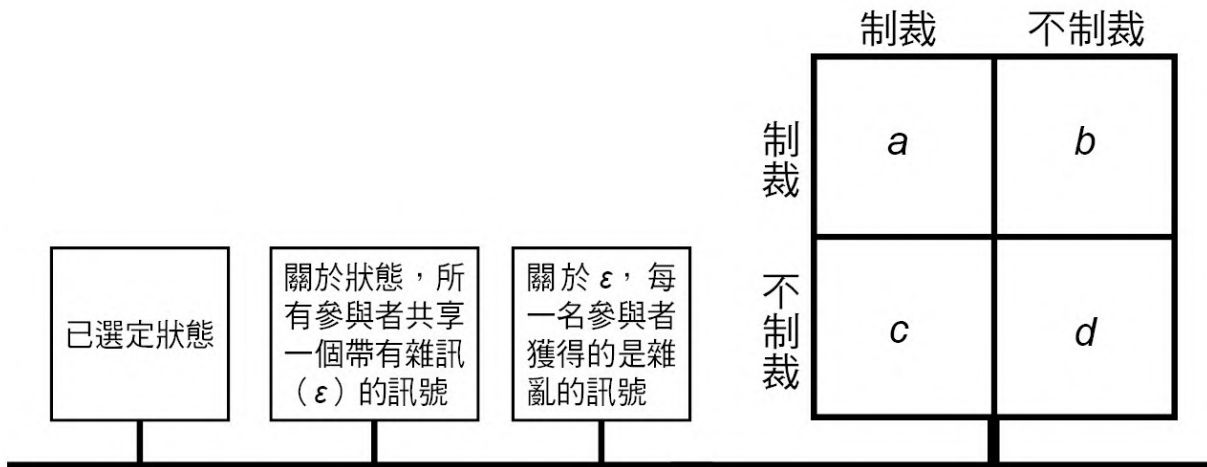 已選定狀態
關於狀態，所
有參與者共享
一個帶有雜訊
（ε）的訊號
關於 ε，每
一名參與者
獲得的是雜
亂的訊號
制裁 不制裁
制裁
a b
不制裁
c d